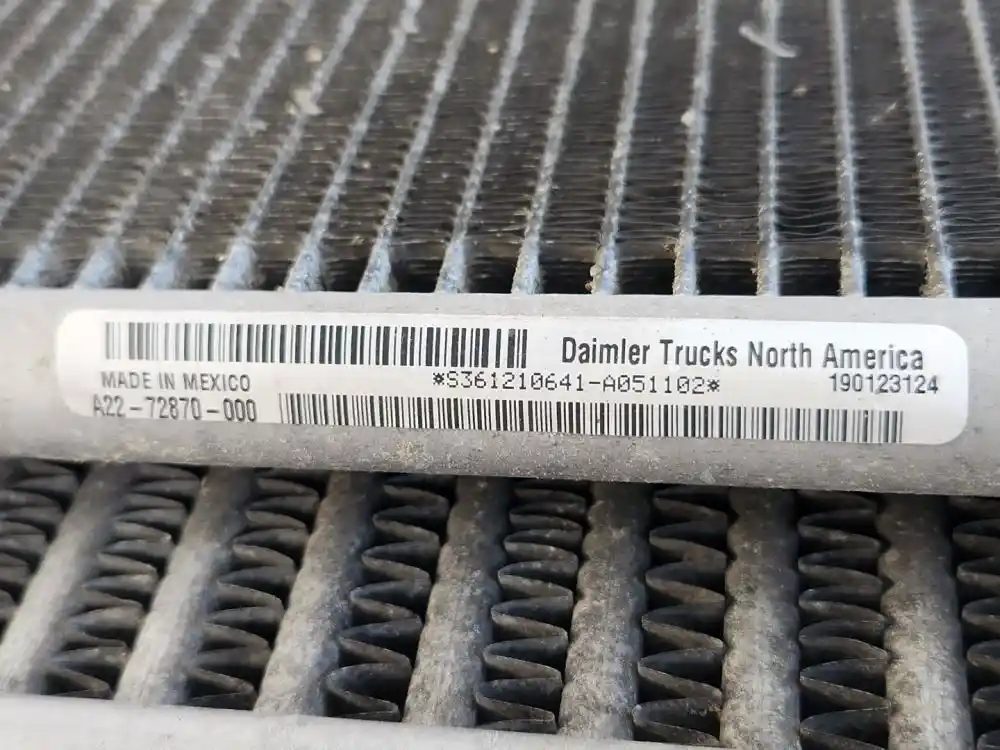 Daimler Trucks North America
MADE IN MEXICO *S361210641-A051102* 190123124
A22-72870-000